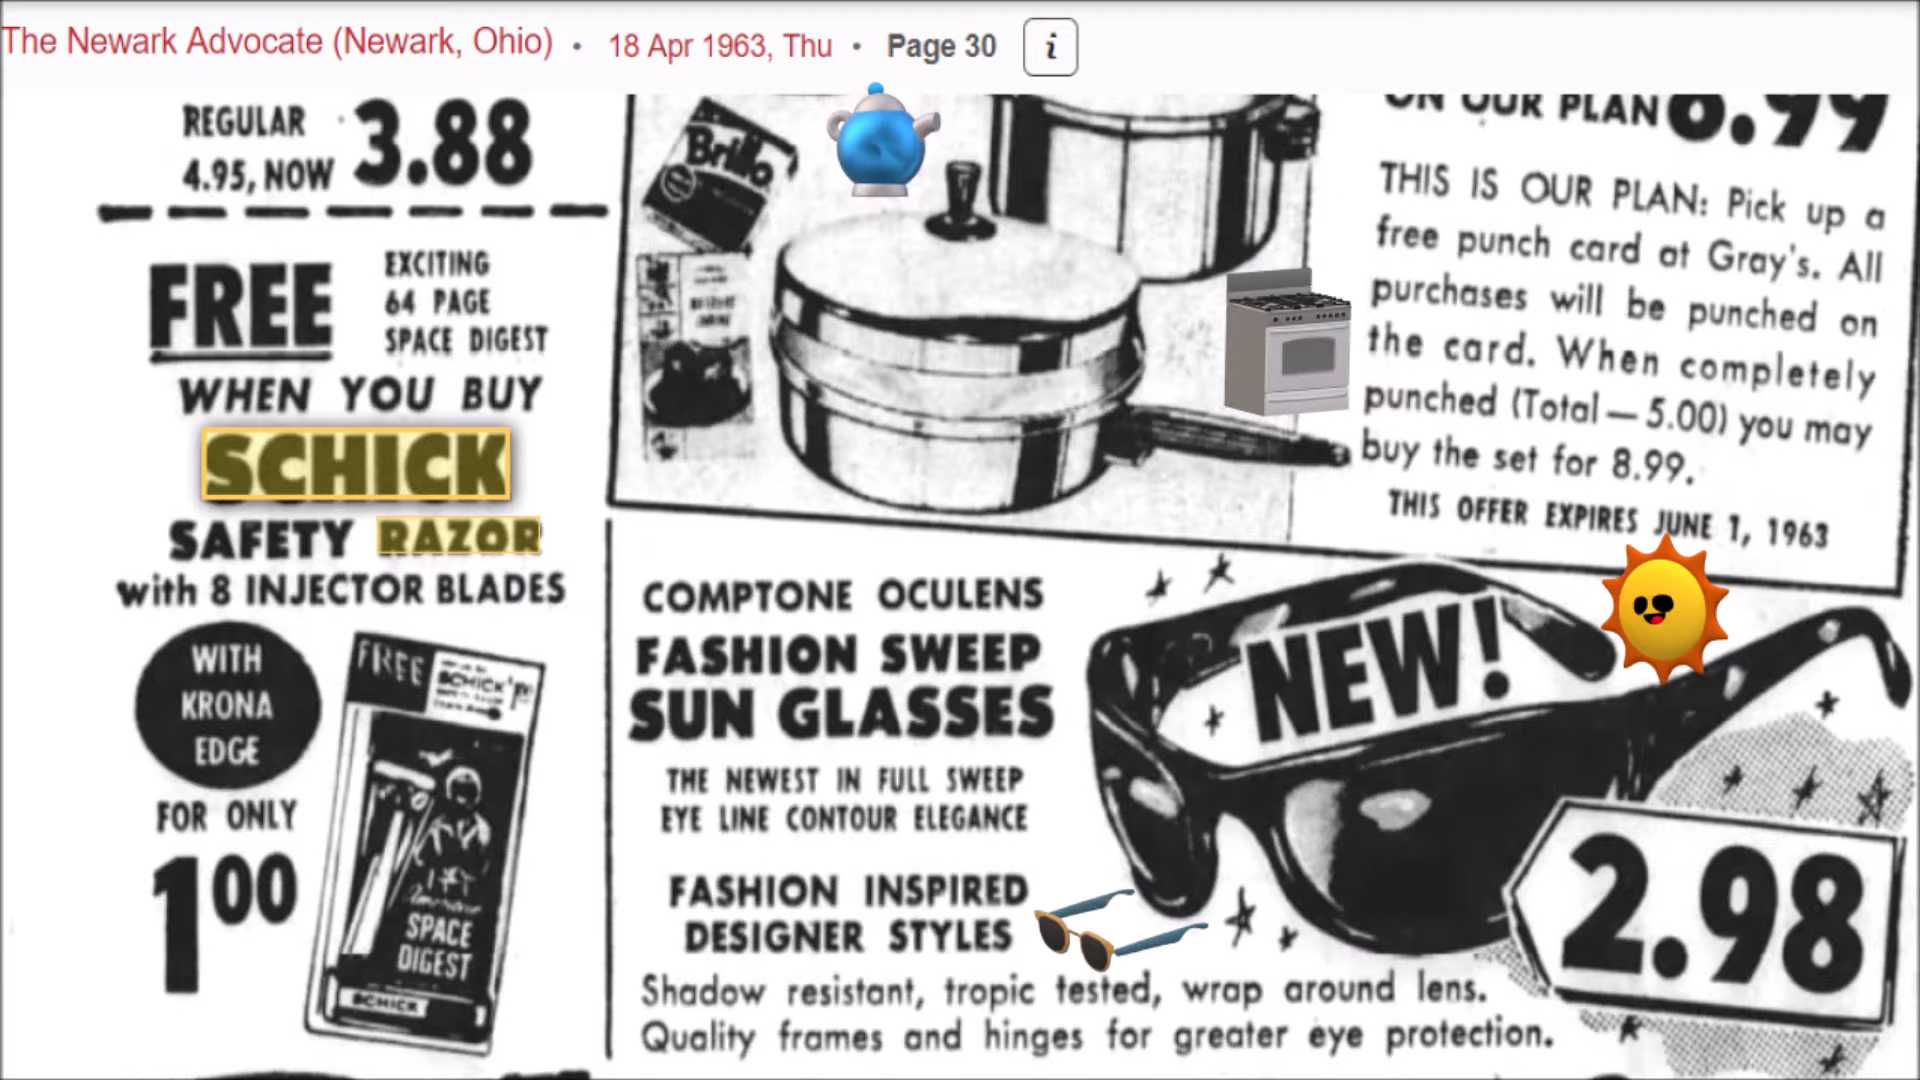 The Newark Advocate (Newark, Ohio) • 18 Apr 1963, Thu • Page 30 i
REGULAR
4.95, NOW 3.88
FREE
EXCITING
64 PAGE
SPACE DIGEST
WHEN YOU BUY
SCHICK
SAFETY RAZOR
with 8 INJECTOR BLADES
WITH
KRONA
EDGE
FOR ONLY
1 00
FREE
SCHICK
SPACE
DIGEST
SCHICK
Brillo
ON OUR PLAN 8.99
THIS IS OUR PLAN: Pick up a
free punch card at Gray's. All
purchases will be punched on
the card. When completely
punched (Total — 5.00) you may
buy the set for 8.99.
THIS OFFER EXPIRES JUNE 1, 1963
COMPTONE OCULENS
FASHION SWEEP
SUN GLASSES
THE NEWEST IN FULL SWEEP
EYE LINE CONTOUR ELEGANCE
FASHION INSPIRED
DESIGNER STYLES
Shadow resistant, tropic tested, wrap around lens.
Quality frames and hinges for greater eye protection.
NEW!
2.98